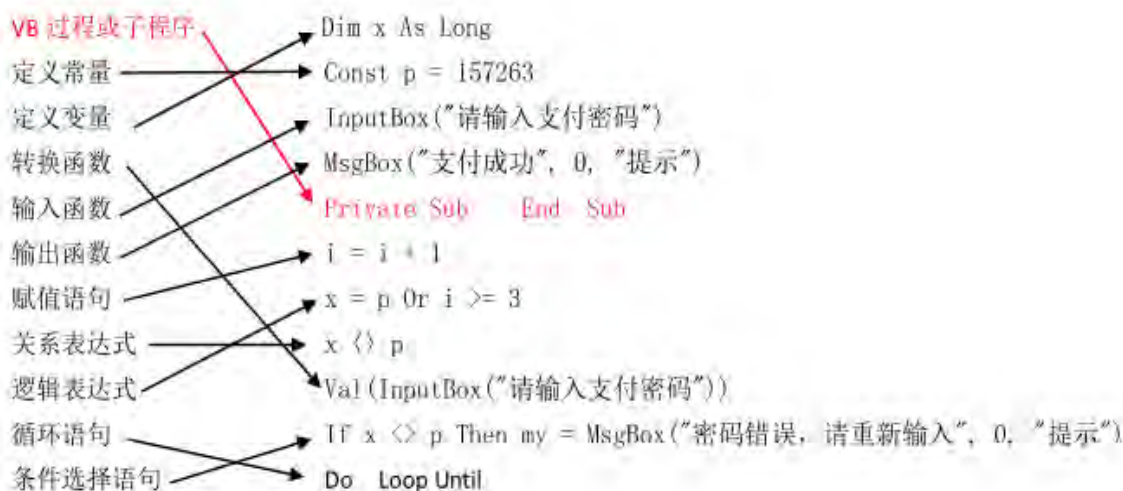 VB 过程或子程序 Dim x As Long
定义常量 Const p = 157263
定义变量 InputBox("请输入支付密码")
转换函数 MsgBox("支付成功", 0, "提示")
输入函数 Private Sub End Sub
输出函数 i = i + 1
赋值语句 x = p Or i >= 3
关系表达式 x <> p
逻辑表达式 Val(InputBox("请输入支付密码"))
循环语句 If x <> p Then my = MsgBox("密码错误，请重新输入", 0, "提示")
条件选择语句 Do Loop Until